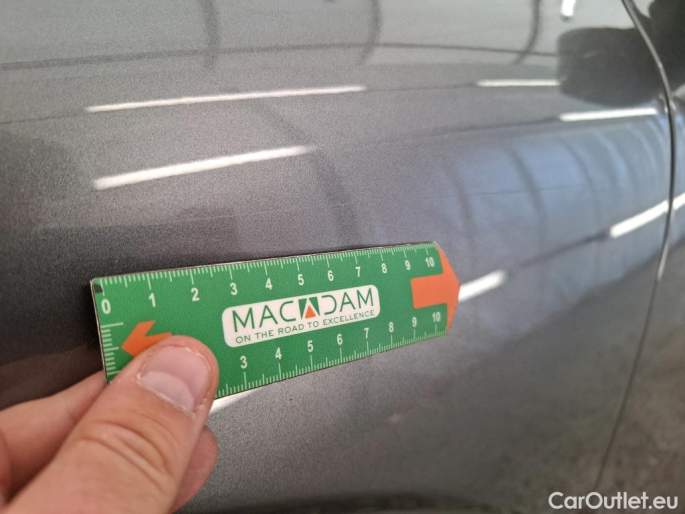 0 1 2 3 4 5 6 7 8 9 10
MACADAM
ON THE ROAD TO EXCELLENCE
3 4 5 6 7 8 9 10
CarOutlet.eu